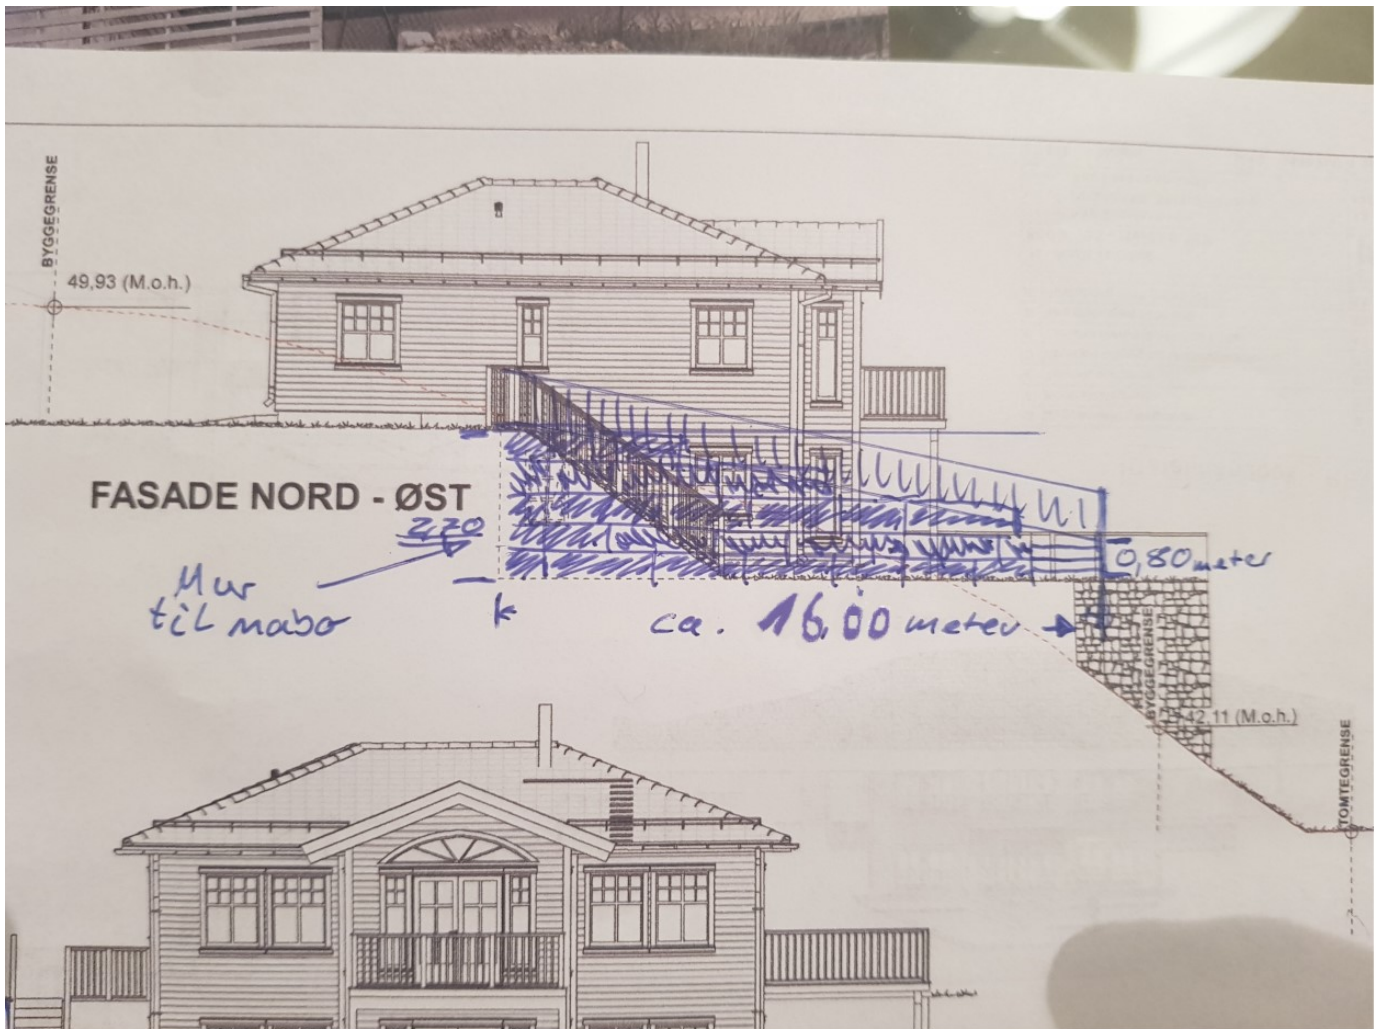 BYGGEGRENSE
49,93 (M.o.h.)
FASADE NORD - ØST
2,20
Mur
til nabo
k ca. 16,00 meter
0,80 meter
BYGGEGRENSE
42,11 (M.o.h.)
TOMTEGRENSE